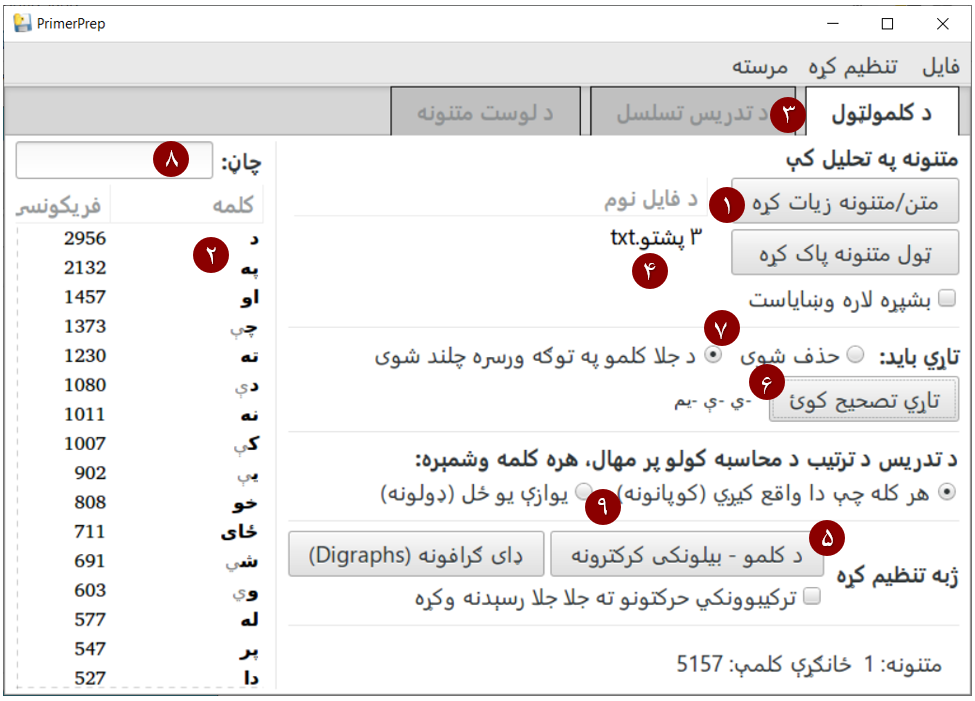 PrimerPrep
فایل تنظیم کړه مرسته
د کلمولټول د تدریس تسلسل د لوست متنونه
۳
متنونه په تحلیل کې
متن/متنونه زیات کړه
۱
ټول متنونه پاک کړه
بشپړه لاره وښایاست
د فایل نوم
۳ پشتو.txt
۴
تاړي باید: حذف شوی د جلا کلمو په توګه ورسره چلند شوی
۷
تاړي تصحیح کوئ -ي -ې -یم
۶
د تدریس د ترتیب د محاسبه کولو پر مهال، هره کلمه وشمېره:
هر کله چې دا واقع کیږي (کوپانونه) یوازې یو ځل (ډولونه)
۹
ژبه تنظیم کړه
د کلمو - بیلونکی کرکټرونه
۵
ډای ګرافونه (Digraphs)
ترکیبوونکي حرکتونو ته جلا جلا رسېدنه وکړه
متنونه: 1 ځانګړې کلمې: 5157
چاڼ:
۸
کلمه فریکونسي
۲
د 2956
په 2132
او 1457
چې 1373
ته 1230
دې 1080
نه 1011
کې 1007
یې 902
خو 808
ځای 711
شي 691
وي 603
له 577
پر 547
دا 527